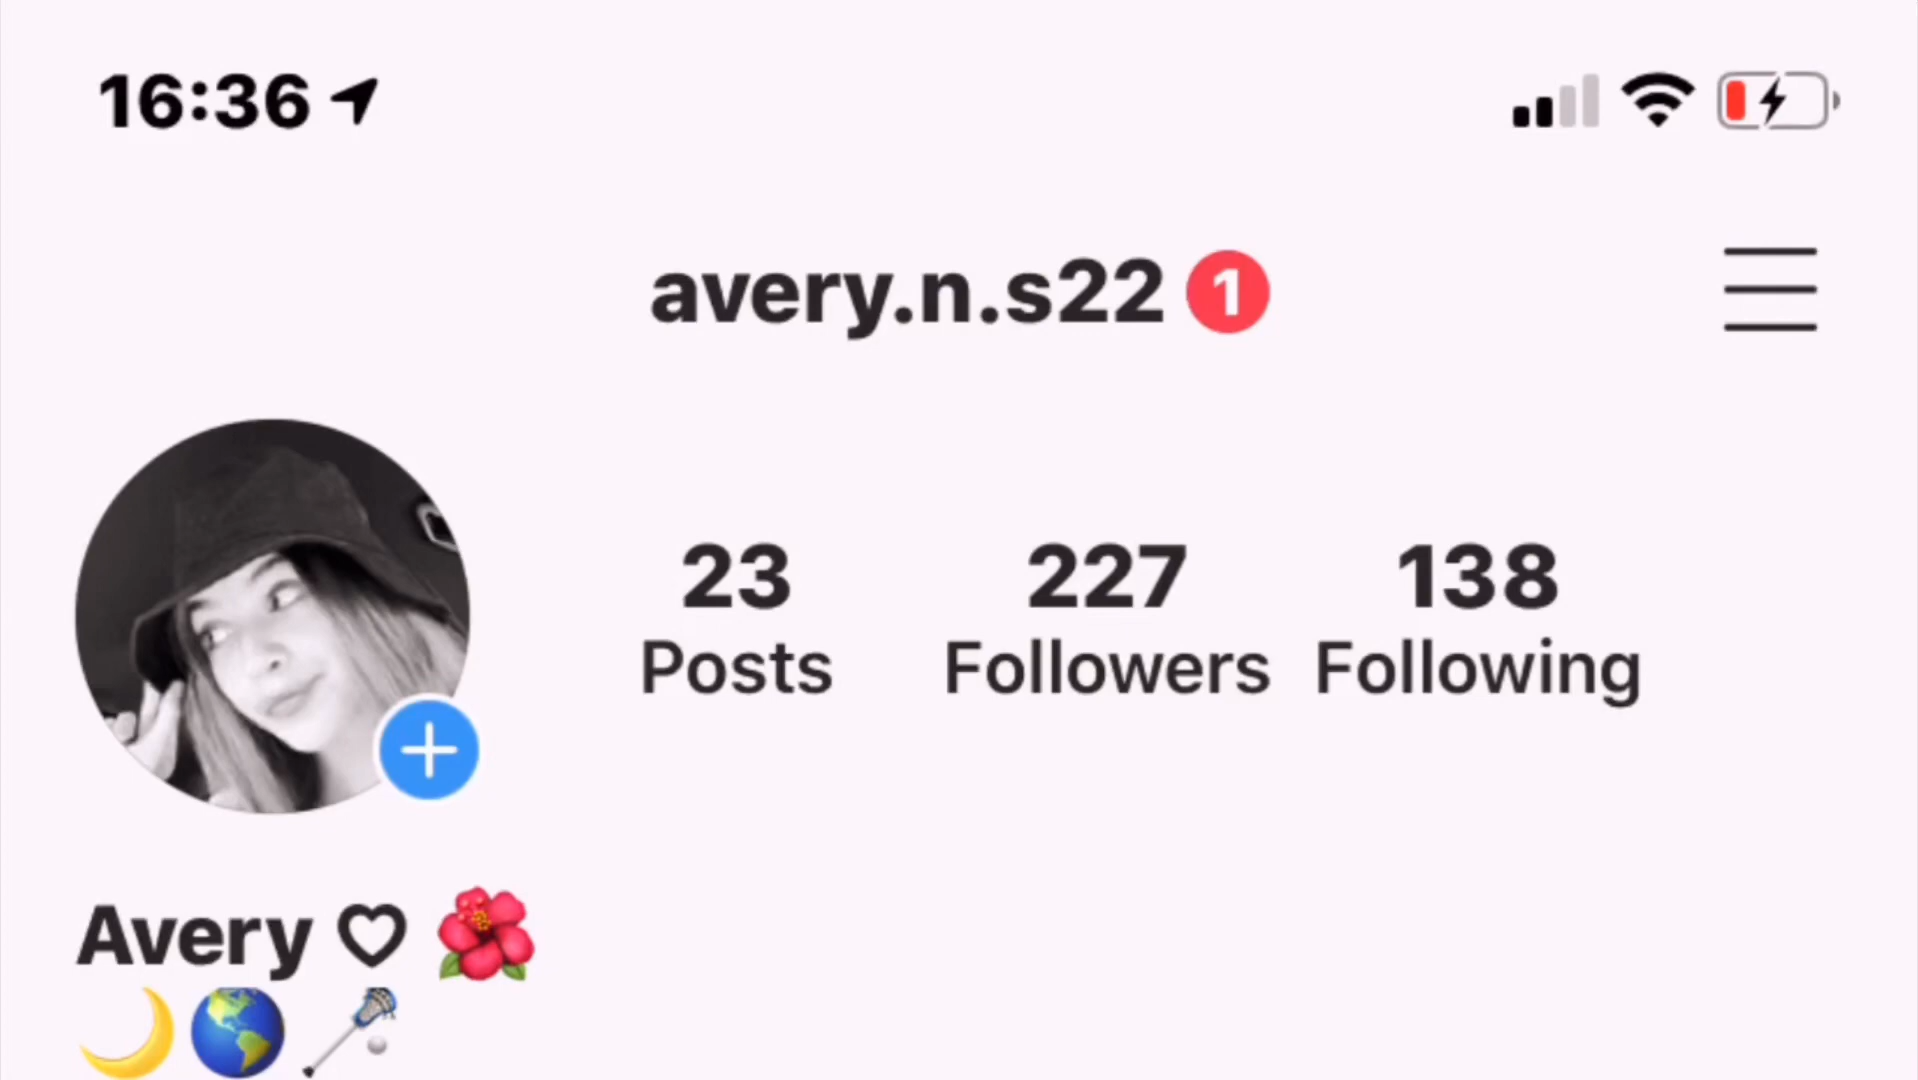 16:36
avery.n.s22 1
23 227 138
Posts Followers Following
Avery ♡ 🌺
🌙🌎🥍